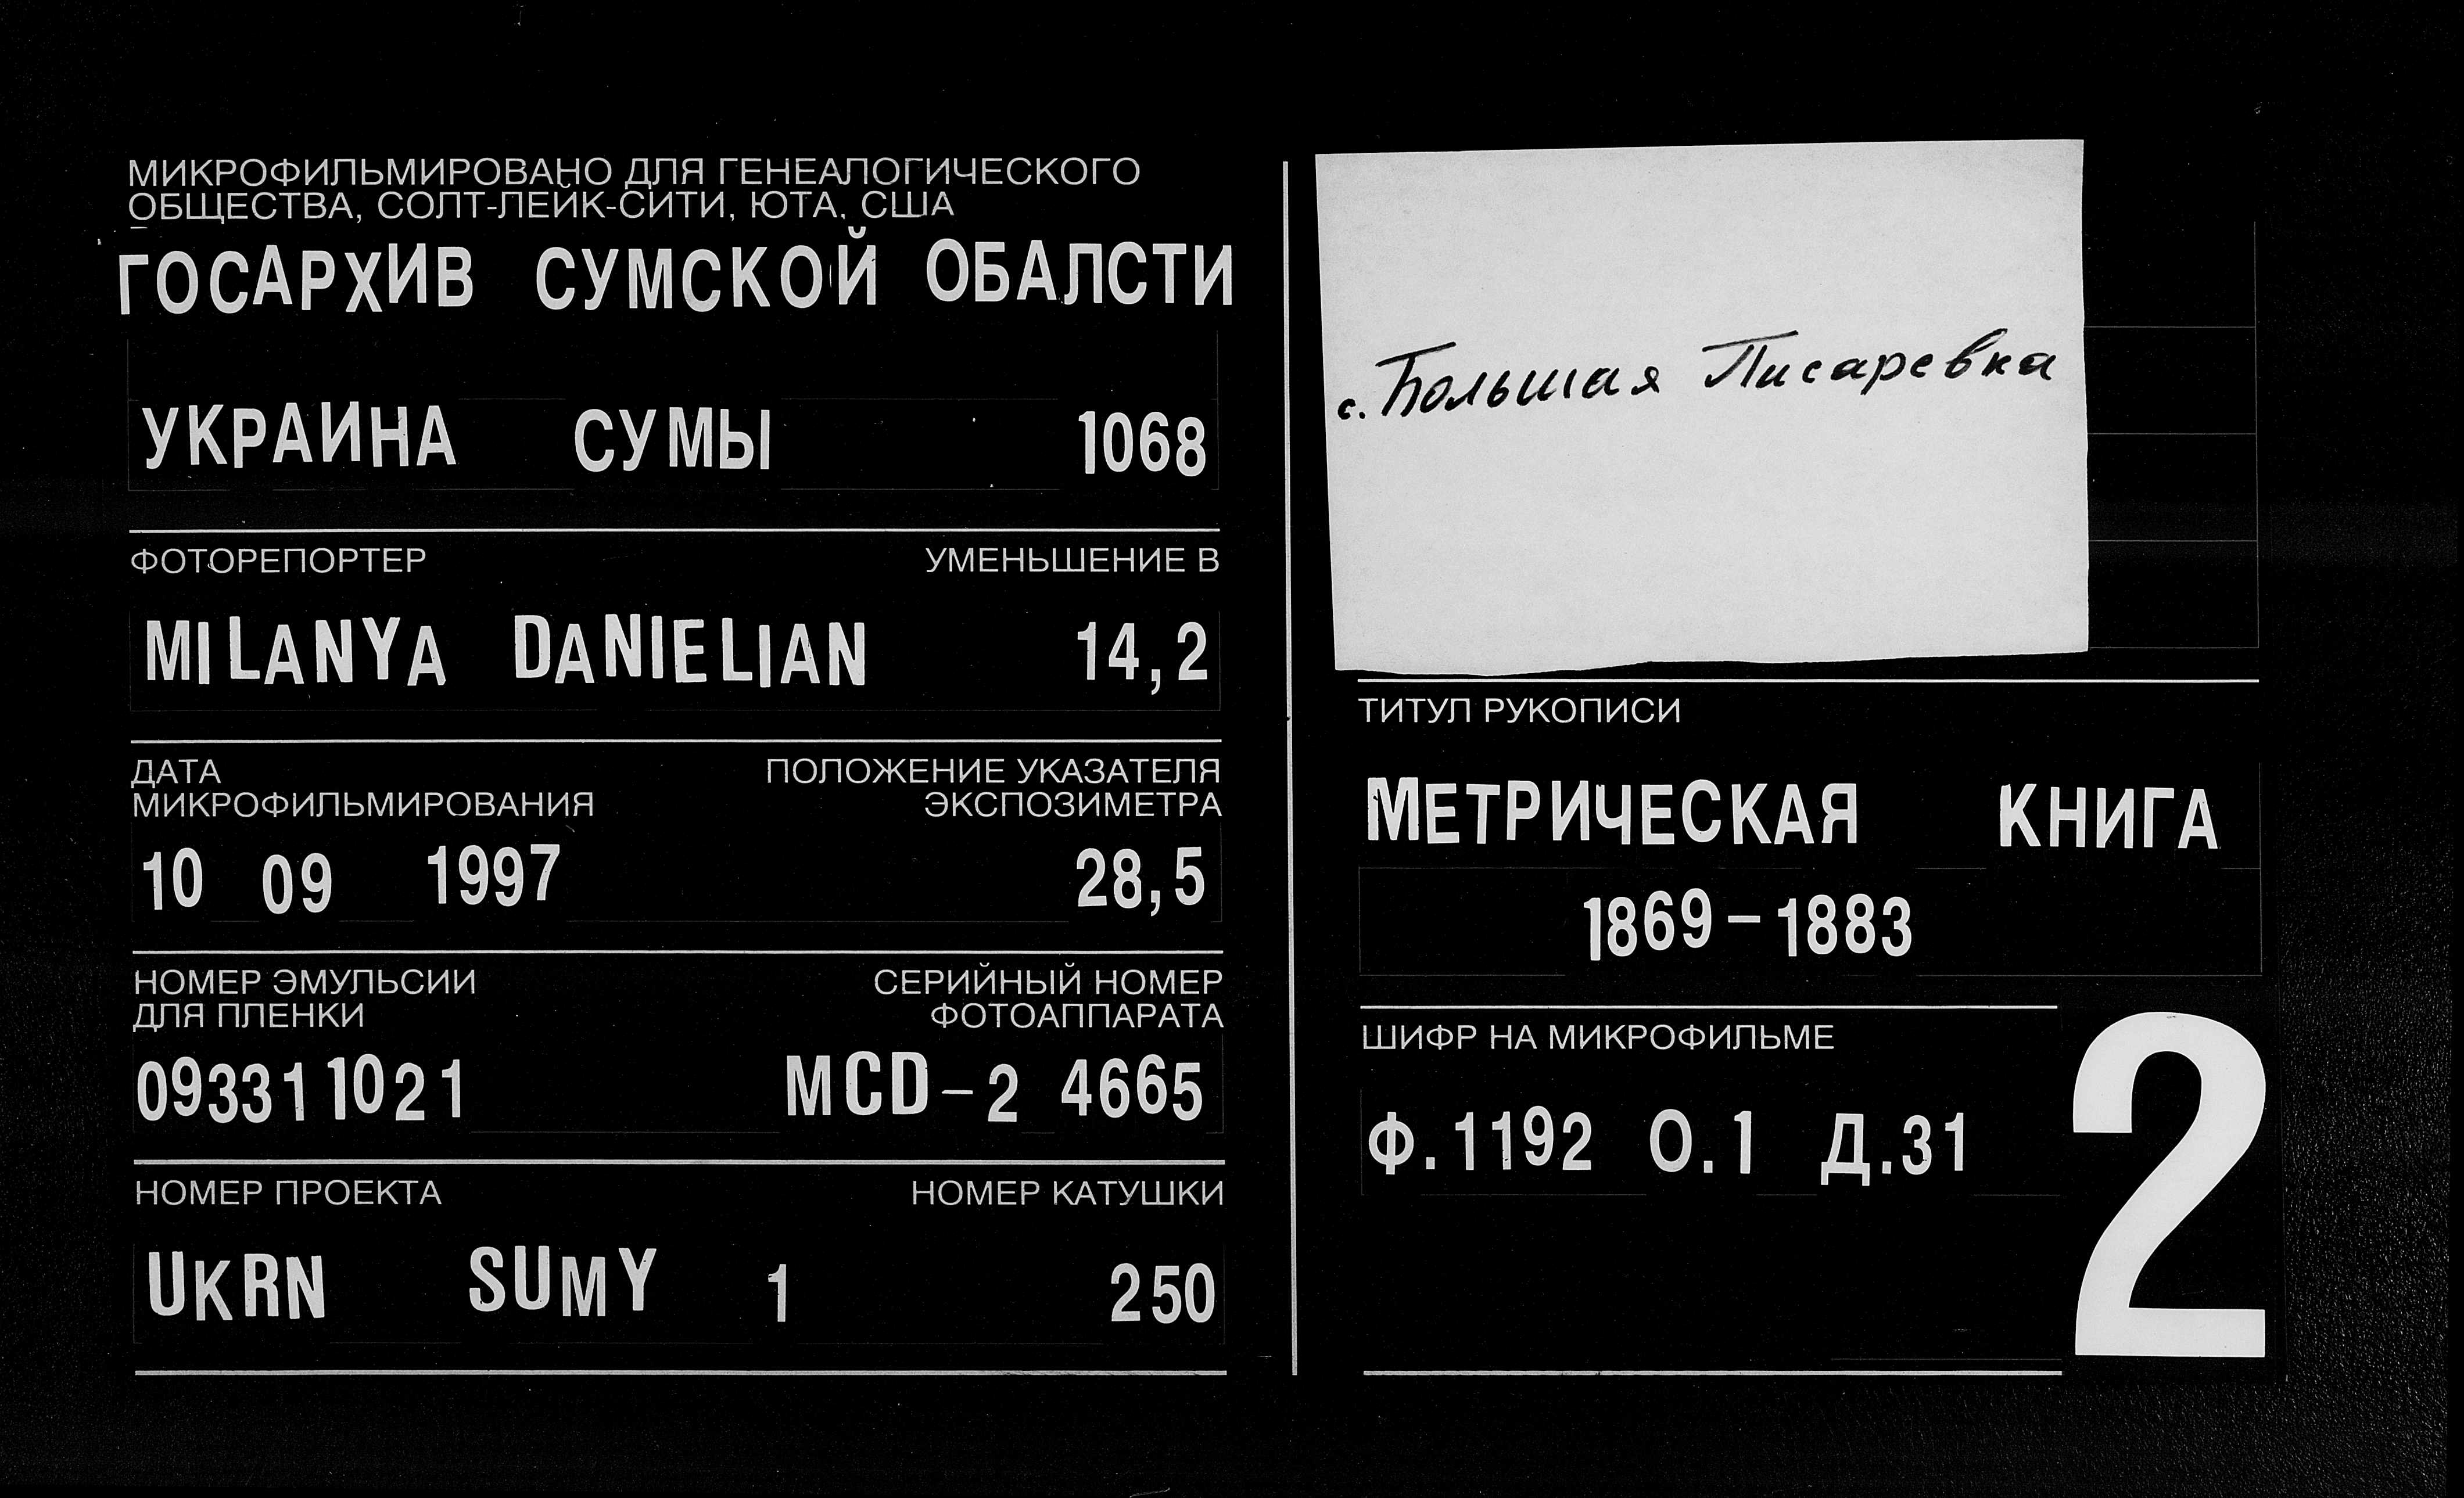 МИКРОФИЛЬМИРОВАНО ДЛЯ ГЕНЕАЛОГИЧЕСКОГО
ОБЩЕСТВА, СОЛТ-ЛЕЙК-СИТИ, ЮТА, США
ГОСАРХИВ СУМСКОЙ ОБАЛСТИ
УКРАИНА СУМЫ 1068
ФОТОРЕПОРТЕР УМЕНЬШЕНИЕ В
MILANYA DANIELIAN 14,2
ДАТА
МИКРОФИЛЬМИРОВАНИЯ
ПОЛОЖЕНИЕ УКАЗАТЕЛЯ
ЭКСПОЗИМЕТРА
10 09 1997 28,5
НОМЕР ЭМУЛЬСИИ
ДЛЯ ПЛЕНКИ
СЕРИЙНЫЙ НОМЕР
ФОТОАППАРАТА
09331 1021 MCD-2 4665
НОМЕР ПРОЕКТА НОМЕР КАТУШКИ
UKRN SUMY 1 250
с. Большая Писаревка
ТИТУЛ РУКОПИСИ
МЕТРИЧЕСКАЯ КНИГА
1869-1883
ШИФР НА МИКРОФИЛЬМЕ
Ф.1192 О.1 Д.31
2